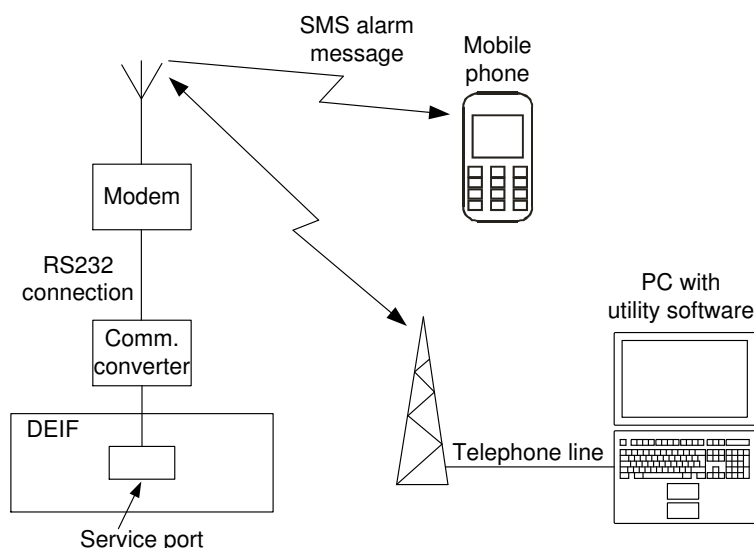 SMS alarm
message
Mobile
phone
Modem
RS232
connection
PC with
utility software
Comm.
converter
DEIF
Telephone line
Service port